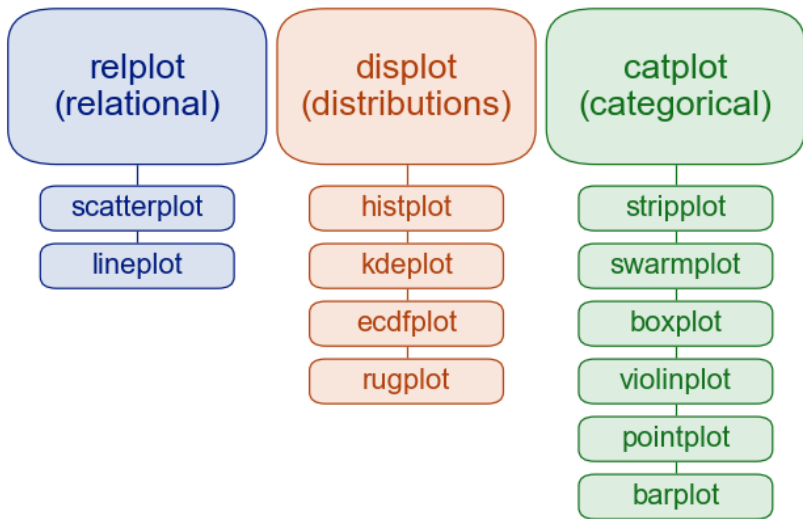 relplot
(relational)
scatterplot
lineplot
displot
(distributions)
histplot
kdeplot
ecdfplot
rugplot
catplot
(categorical)
stripplot
swarmplot
boxplot
violinplot
pointplot
barplot